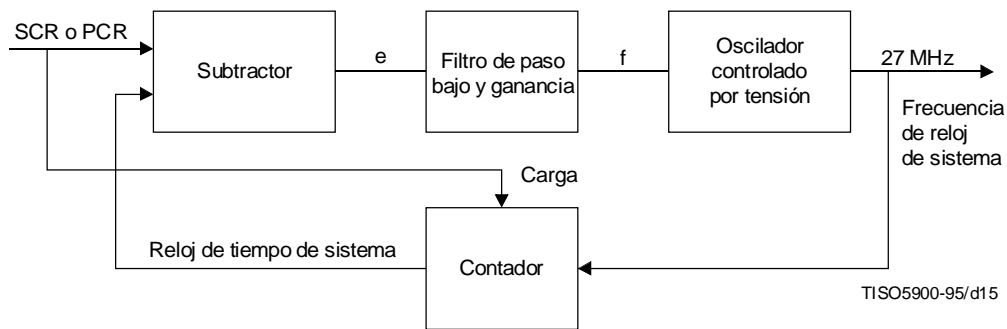 SCR o PCR
Subtractor
e
Filtro de paso
bajo y ganancia
f
Oscilador
controlado
por tensión
27 MHz
Frecuencia
de reloj
de sistema
Carga
Reloj de tiempo de sistema
Contador
TISO5900-95/d15